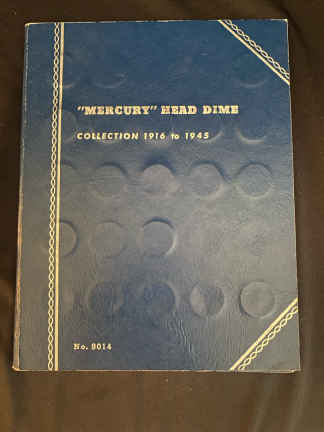 "MERCURY" HEAD DIME
COLLECTION 1916 to 1945
No. 9014